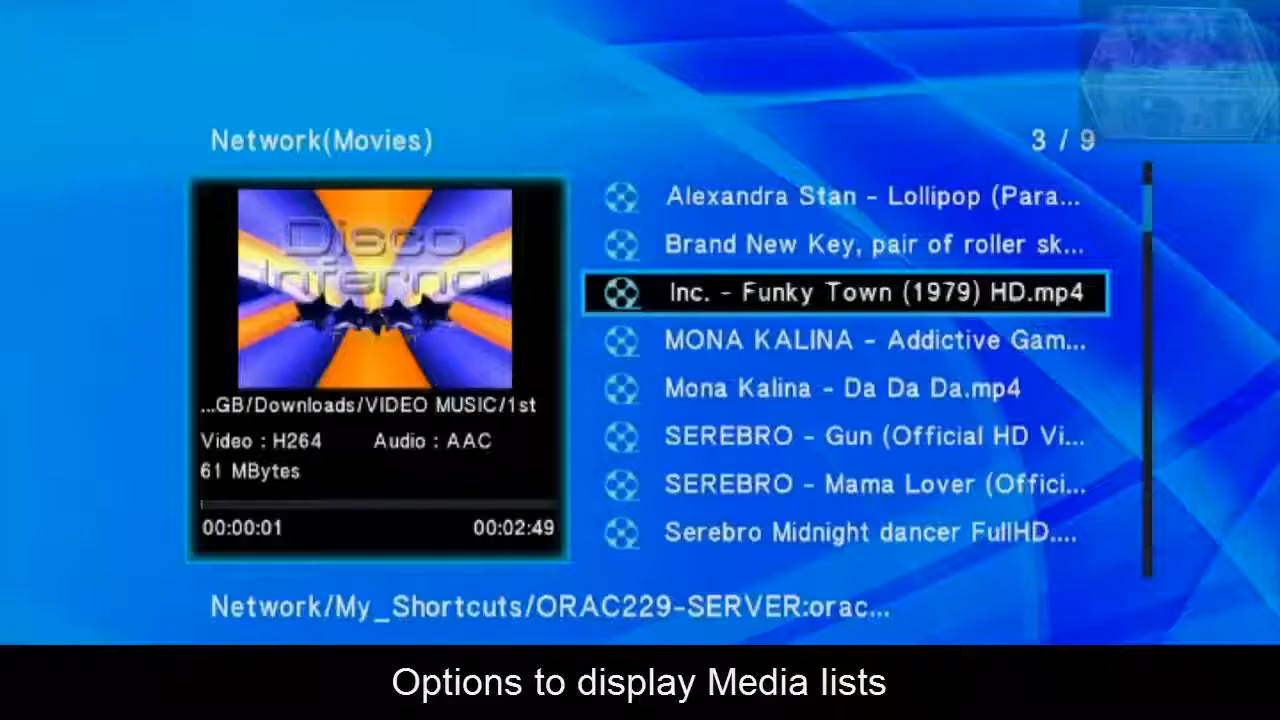 Network(Movies)
3 / 9
Disco
Inferno
...GB/Downloads/VIDEO MUSIC/1st
Video : H264 Audio : AAC
61 MBytes
00:00:01 00:02:49
Alexandra Stan - Lollipop (Para...
Brand New Key, pair of roller sk...
Inc. - Funky Town (1979) HD.mp4
MONA KALINA - Addictive Gam...
Mona Kalina - Da Da Da.mp4
SEREBRO - Gun (Official HD Vi...
SEREBRO - Mama Lover (Offici...
Serebro Midnight dancer FullHD....
Network/My_Shortcuts/ORAC229-SERVER:orac...
Options to display Media lists